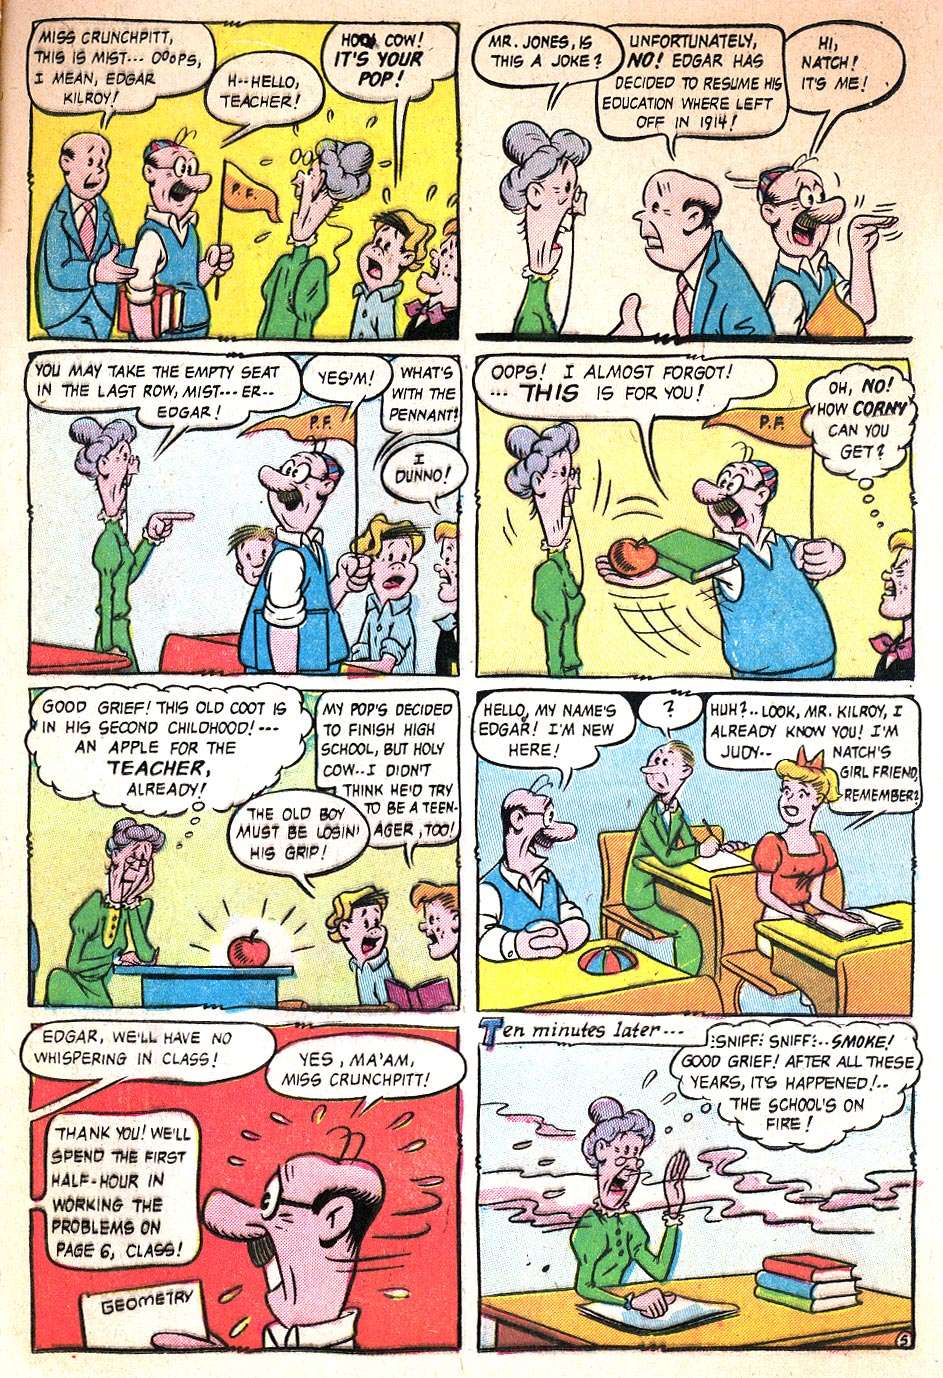 MISS CRUNCHPITT,
THIS IS MIST... OOOPS,
I MEAN, EDGAR
KILROY!
H--HELLO,
TEACHER!
HOLY COW!
IT'S YOUR
POP!
P.F.
MR. JONES, IS
THIS A JOKE?
UNFORTUNATELY,
NO! EDGAR HAS
DECIDED TO RESUME HIS
EDUCATION WHERE LEFT
OFF IN 1914!
HI,
NATCH!
IT'S ME!
YOU MAY TAKE THE EMPTY SEAT
IN THE LAST ROW, MIST---ER--
EDGAR!
YES'M!
WHAT'S
WITH THE
PENNANT?
I
DUNNO!
P.F.
OOPS! I ALMOST FORGOT!
...THIS IS FOR YOU!
OH, NO!
HOW CORNY
CAN YOU
GET?
P.F.
GOOD GRIEF! THIS OLD COOT IS
IN HIS SECOND CHILDHOOD!---
AN APPLE FOR THE
TEACHER,
ALREADY!
THE OLD BOY
MUST BE LOSIN'
HIS GRIP!
MY POP'S DECIDED
TO FINISH HIGH
SCHOOL, BUT HOLY
COW..I DIDN'T
THINK HE'D TRY
TO BE A TEEN-
AGER, TOO!
HELLO, MY NAME'S
EDGAR! I'M NEW
HERE!
?
HUH?..LOOK, MR. KILROY, I
ALREADY KNOW YOU! I'M
JUDY-- NATCH'S
GIRL FRIEND,
REMEMBER?
EDGAR, WE'LL HAVE NO
WHISPERING IN CLASS!
YES, MA'AM,
MISS CRUNCHPITT!
THANK YOU! WE'LL
SPEND THE FIRST
HALF-HOUR IN
WORKING THE
PROBLEMS ON
PAGE 6, CLASS!
GEOMETRY
Ten minutes later---
:SNIFF: SNIFF:--SMOKE!
GOOD GRIEF! AFTER ALL THESE
YEARS, IT'S HAPPENED!--
THE SCHOOL'S ON
FIRE!
5